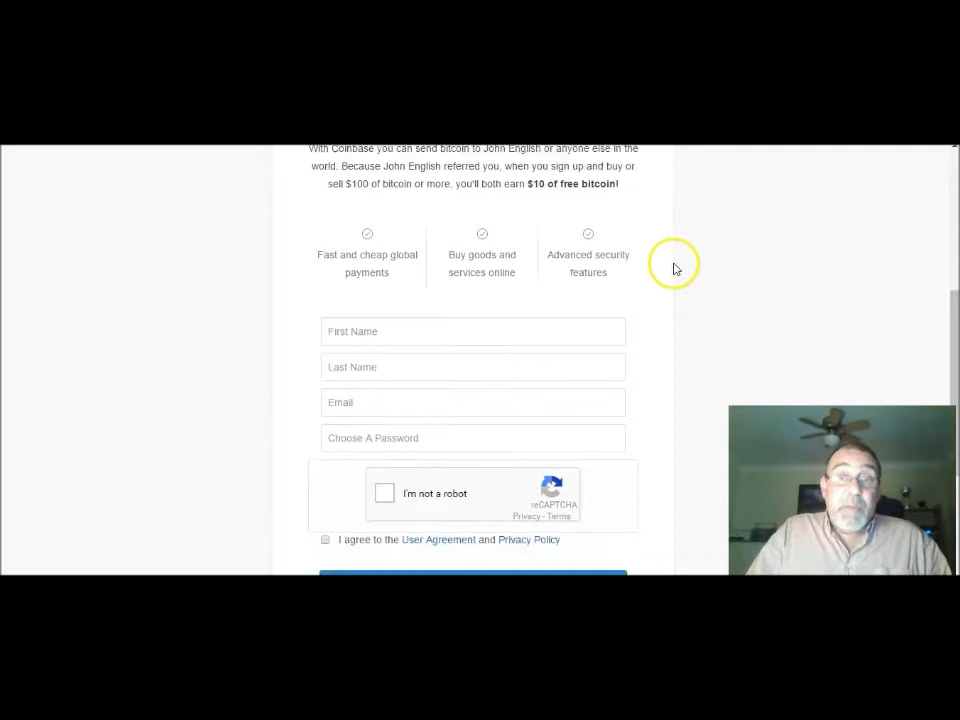 With Coinbase you can send bitcoin to John English or anyone else in the
world. Because John English referred you, when you sign up and buy or
sell $100 of bitcoin or more, you'll both earn $10 of free bitcoin!
Fast and cheap global
payments
Buy goods and
services online
Advanced security
features
First Name
Last Name
Email
Choose A Password
I'm not a robot
reCAPTCHA
Privacy - Terms
I agree to the User Agreement and Privacy Policy